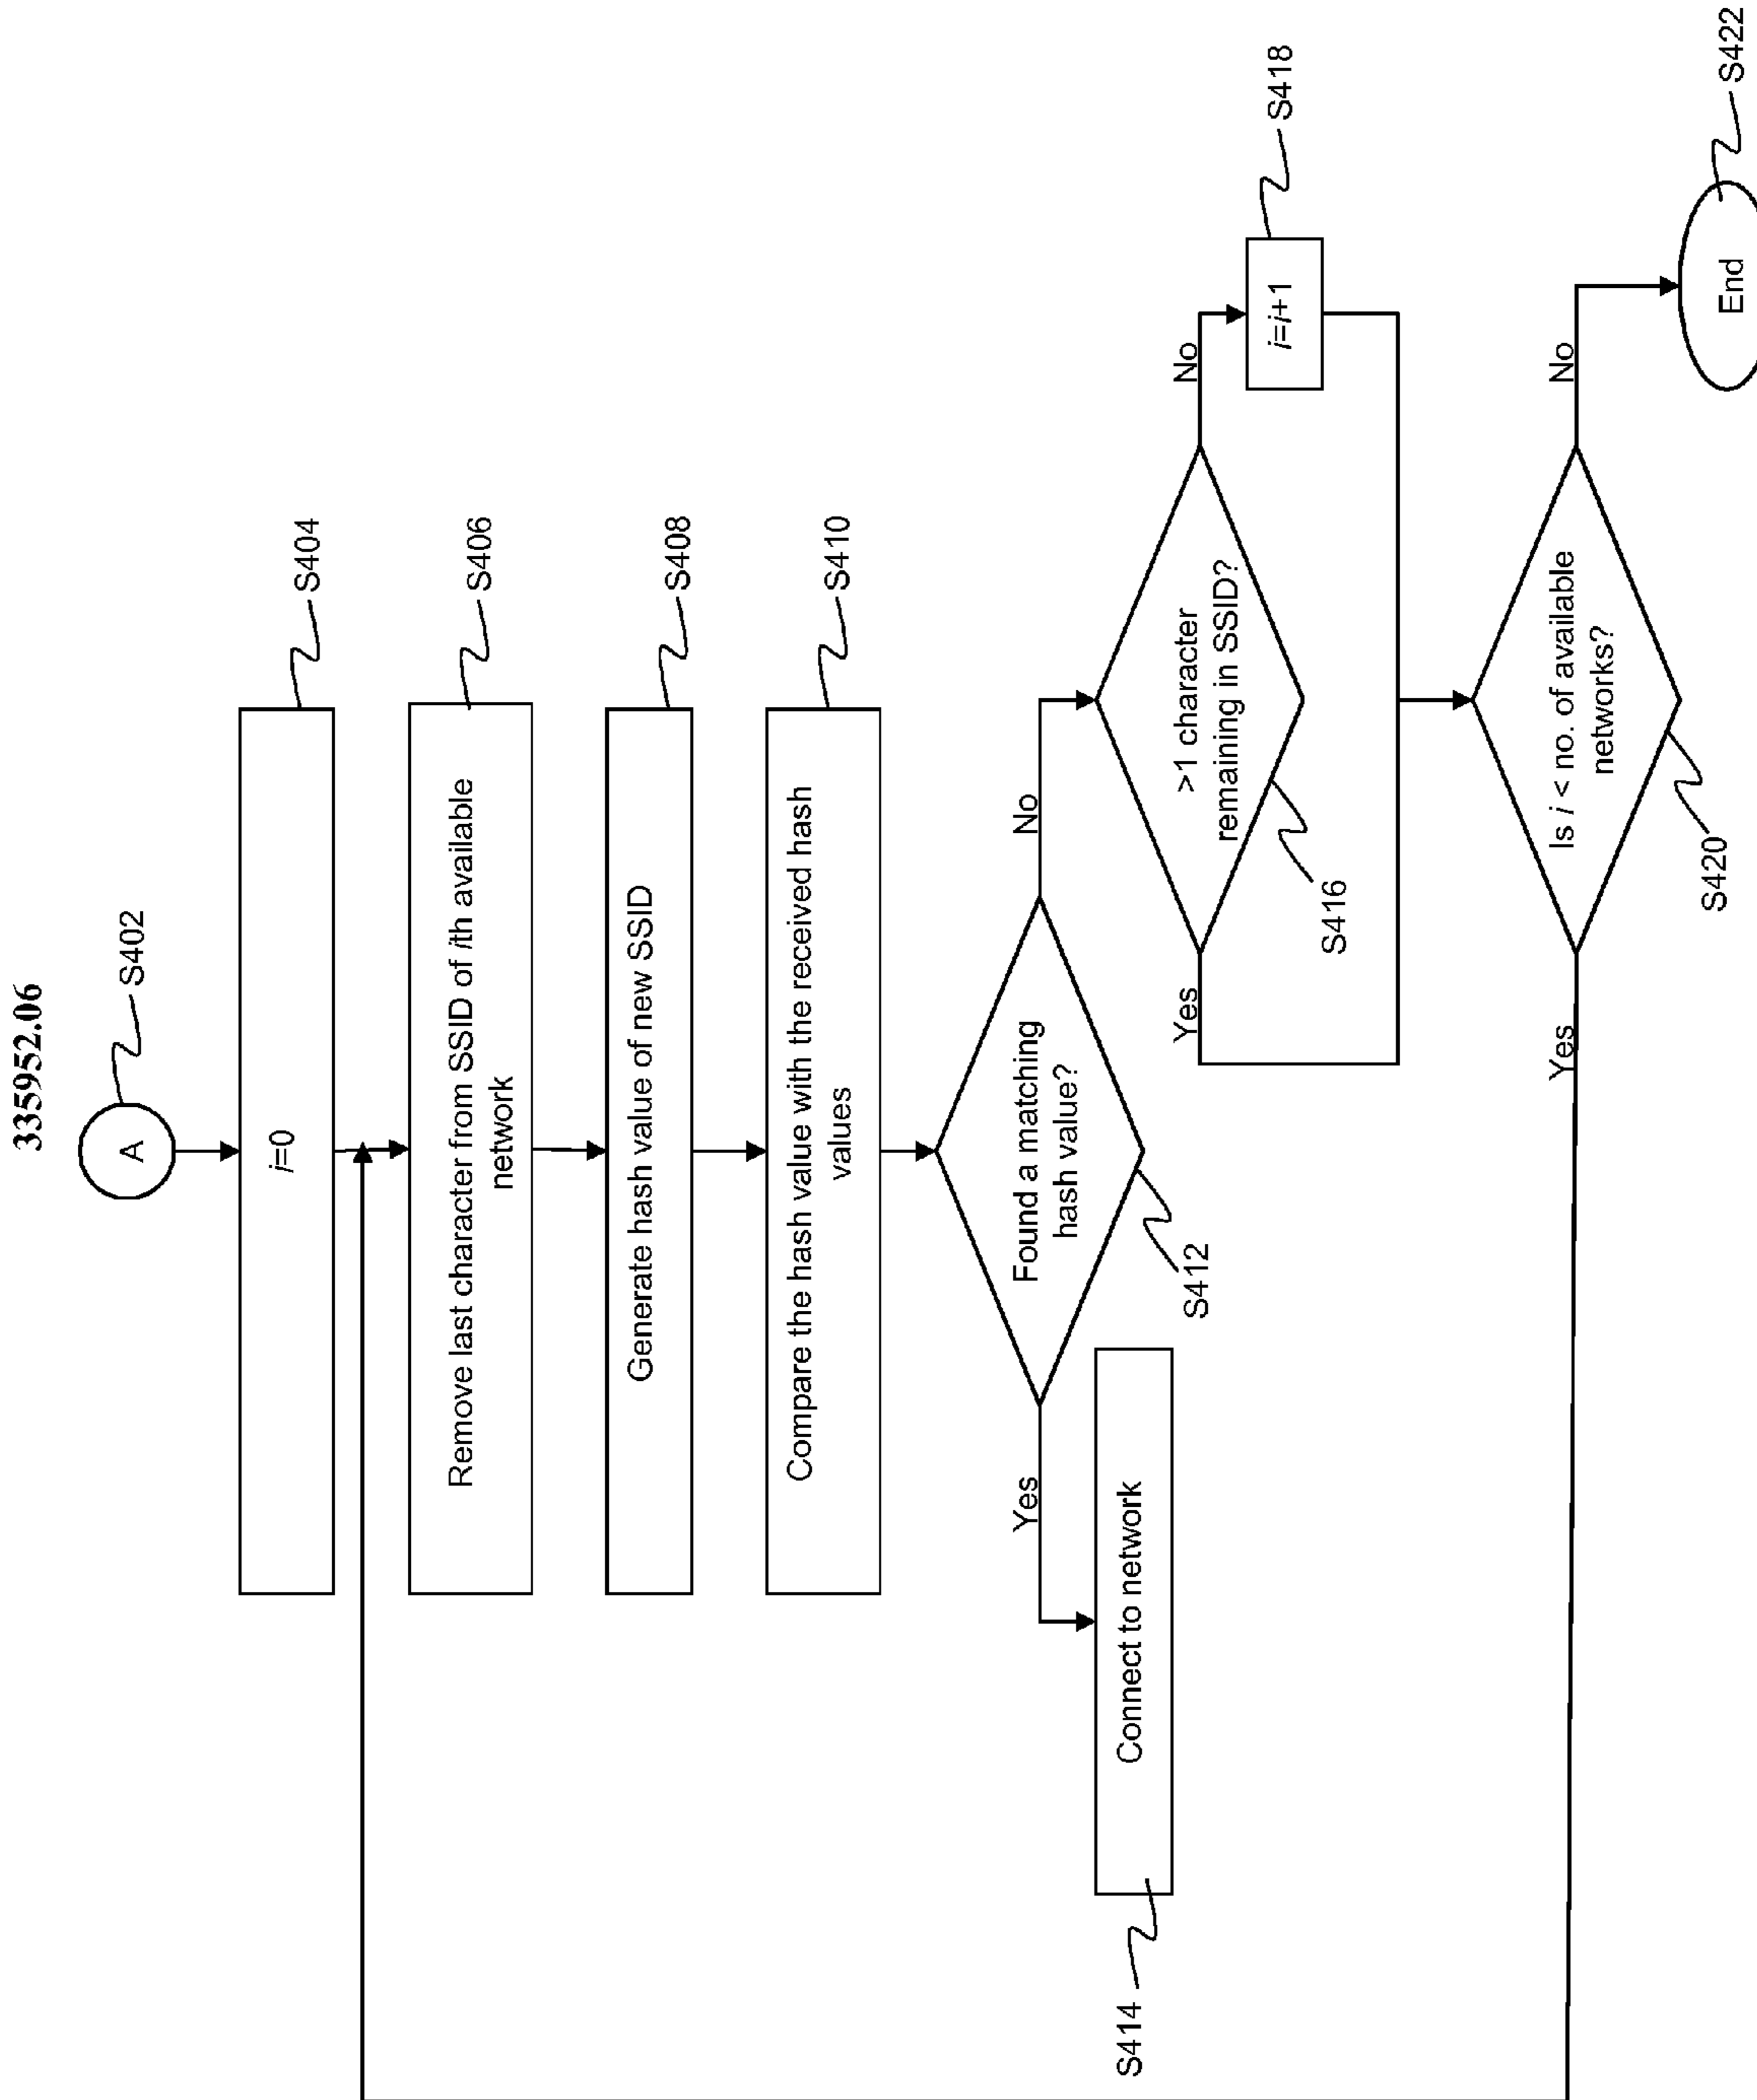 335952.06
A
S402
i=0
S404
Remove last character from SSID of ith available
network
S406
Generate hash value of new SSID
S408
Compare the hash value with the received hash
values
S410
Found a matching
hash value?
S412
Yes
No
Connect to network
S414
>1 character
remaining in SSID?
S416
Yes
No
i=i+1
S418
Is i < no. of available
networks?
S420
Yes
No
End
S422